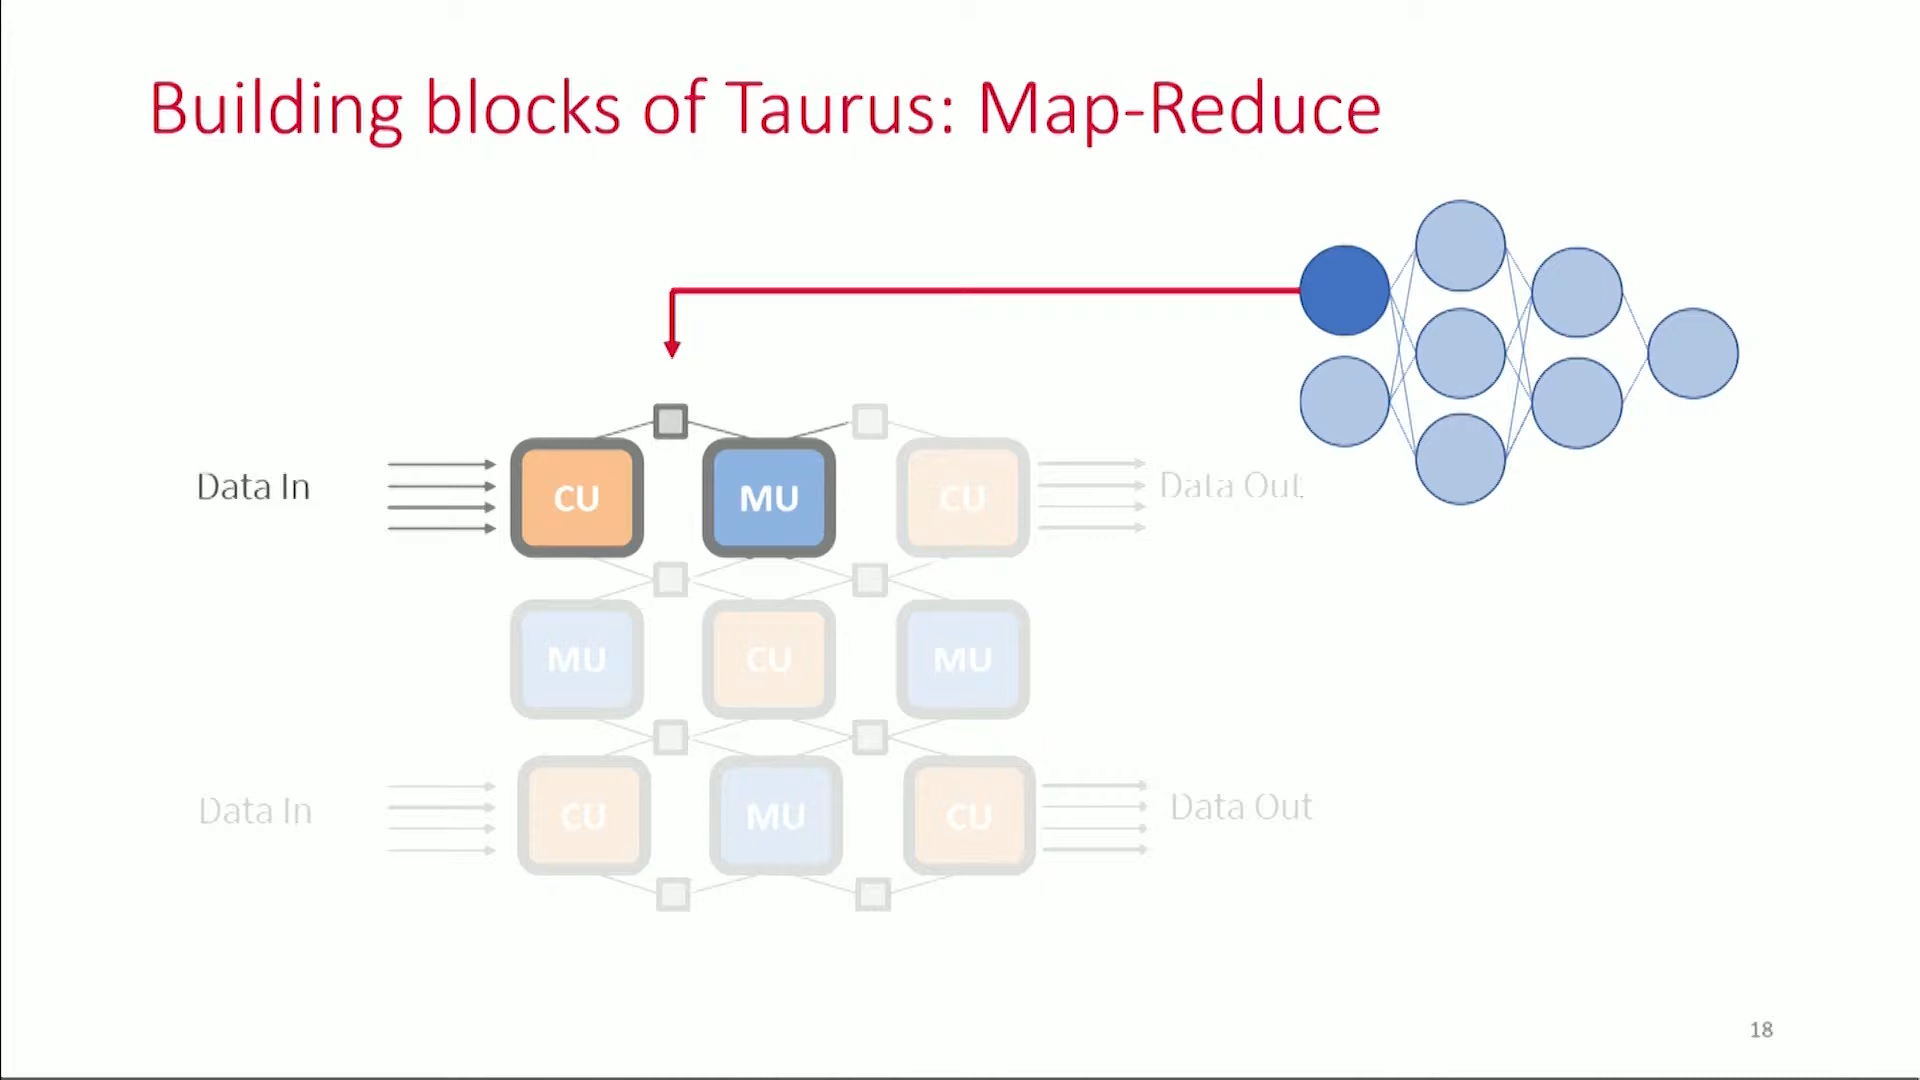 Building blocks of Taurus: Map-Reduce
Data In
CU
MU
CU
Data Out
MU
CU
MU
Data In
CU
MU
CU
Data Out
18